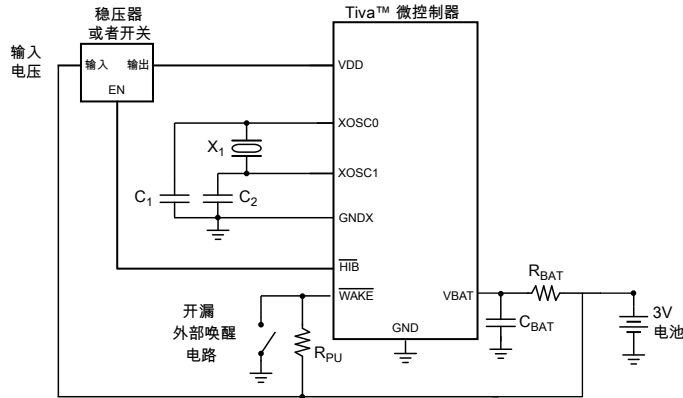 稳压器
或者开关
Tiva™ 微控制器
输入
电压
输入 输出
EN
VDD
XOSC0
X1
XOSC1
C1
C2
GNDX
HIB
WAKE
VBAT
RBAT
开漏
外部唤醒
电路
RPU
GND
CBAT
3V
电池